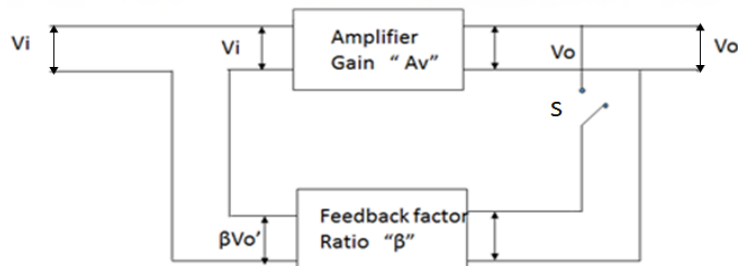 Vi
Vi
Amplifier
Gain “ Av”
Vo
Vo
S
βVo’
Feedback factor
Ratio “β”